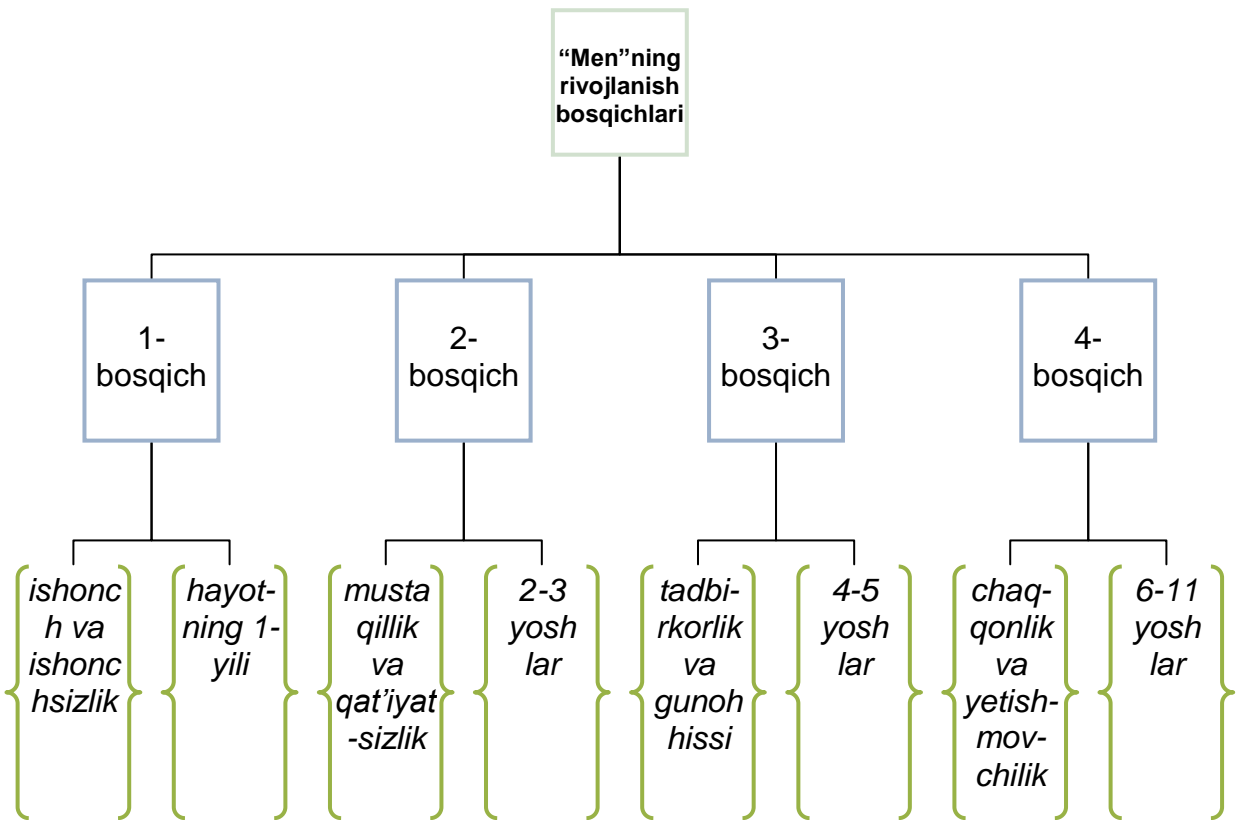 “Men”ning
rivojlanish
bosqichlari
1-
bosqich
2-
bosqich
3-
bosqich
4-
bosqich
ishonc
h va
ishonc
hsizlik
hayot-
ning 1-
yili
musta
qillik
va
qat’iyat
-sizlik
2-3
yosh
lar
tadbi-
rkorlik
va
gunoh
hissi
4-5
yosh
lar
chaq-
qonlik
va
yetish-
mov-
chilik
6-11
yosh
lar